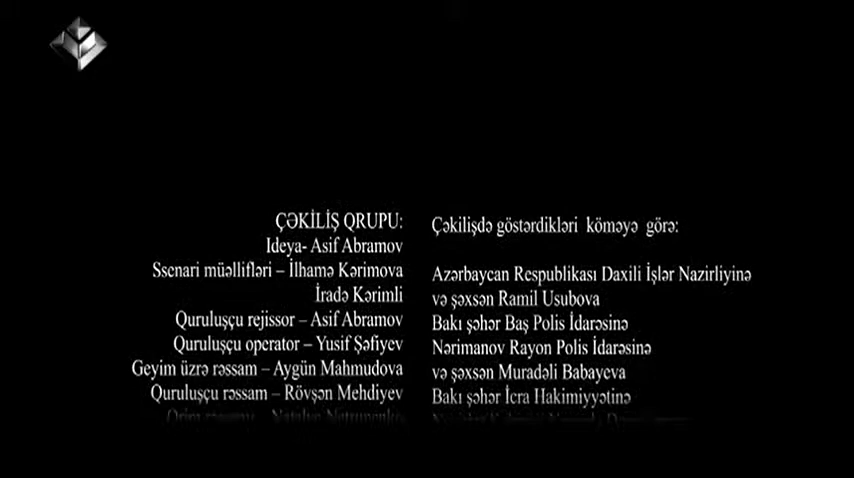 ÇƏKİLİŞ QRUPU:
Ideya- Asif Abramov
Ssenari müəllifləri – İlhamə Kərimova
İradə Kərimli
Quruluşçu rejissor – Asif Abramov
Quruluşçu operator – Yusif Şəfiyev
Geyim üzrə rəssam – Aygün Mahmudova
Quruluşçu rəssam – Rövşən Mehdiyev
Çəkilişdə göstərdikləri köməyə görə:
Azərbaycan Respublikası Daxili İşlər Nazirliyinə
və şəxsən Ramil Usubova
Bakı şəhər Baş Polis İdarəsinə
Nərimanov Rayon Polis İdarəsinə
və şəxsən Muradəli Babayeva
Bakı şəhər İcra Hakimiyyətinə